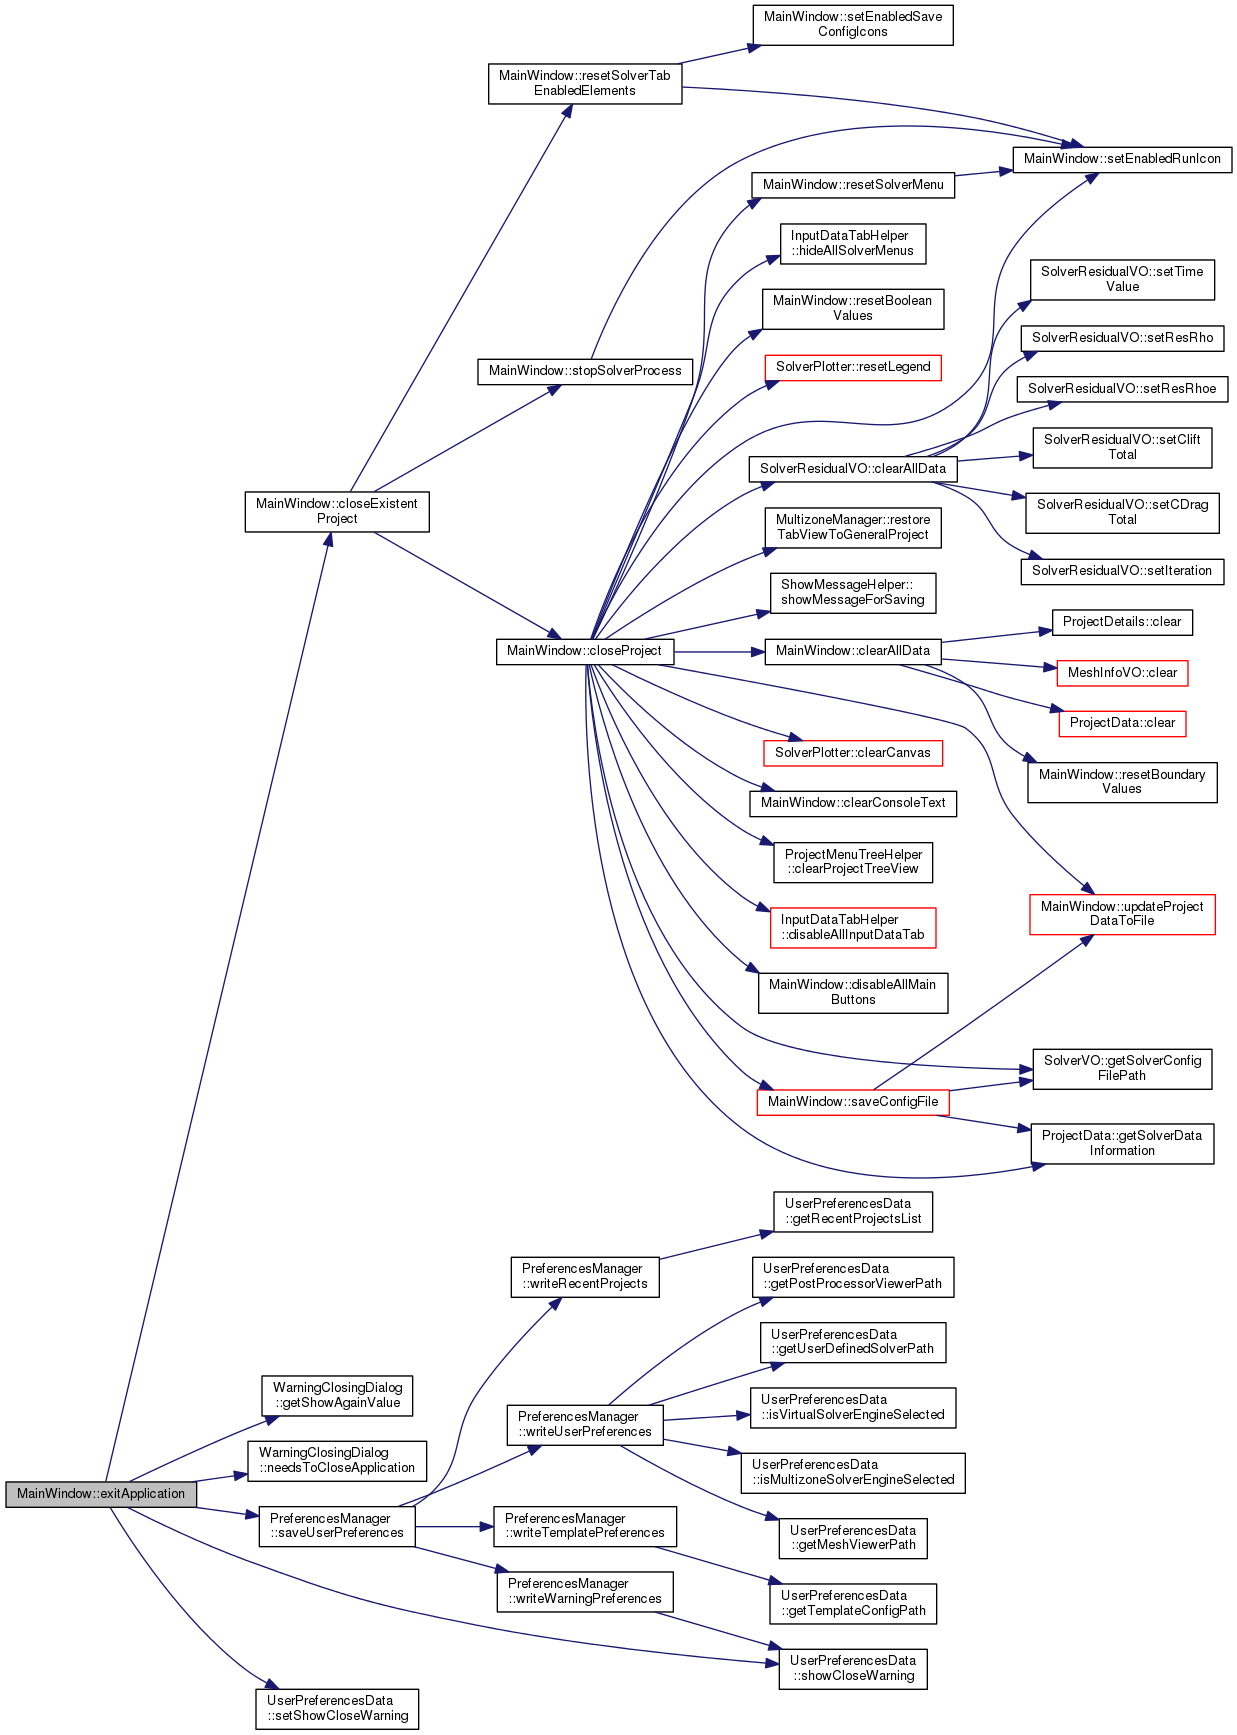 MainWindow::setEnabledSave
ConfigIcons
MainWindow::resetSolverTab
EnabledElements
MainWindow::setEnabledRunIcon
MainWindow::resetSolverMenu
InputDataTabHelper
::hideAllSolverMenus
SolverResidualVO::setTime
Value
MainWindow::resetBoolean
Values
SolverResidualVO::setResRho
MainWindow::stopSolverProcess
SolverPlotter::resetLegend
SolverResidualVO::setResRhoe
SolverResidualVO::setClift
Total
SolverResidualVO::clearAllData
MainWindow::closeExistent
Project
SolverResidualVO::setCDrag
Total
MultizoneManager::restore
TabViewToGeneralProject
SolverResidualVO::setIteration
ShowMessageHelper::
showMessageForSaving
ProjectDetails::clear
MainWindow::closeProject
MainWindow::clearAllData
MeshInfoVO::clear
ProjectData::clear
SolverPlotter::clearCanvas
MainWindow::resetBoundary
Values
MainWindow::clearConsoleText
ProjectMenuTreeHelper
::clearProjectTreeView
MainWindow::updateProject
DataToFile
InputDataTabHelper
::disableAllInputDataTab
MainWindow::disableAllMain
Buttons
SolverVO::getSolverConfig
FilePath
MainWindow::saveConfigFile
ProjectData::getSolverData
Information
UserPreferencesData
::getRecentProjectsList
PreferencesManager
::writeRecentProjects
UserPreferencesData
::getPostProcessorViewerPath
UserPreferencesData
::getUserDefinedSolverPath
WarningClosingDialog
::getShowAgainValue
UserPreferencesData
::isVirtualSolverEngineSelected
PreferencesManager
::writeUserPreferences
WarningClosingDialog
::needsToCloseApplication
UserPreferencesData
::isMultizoneSolverEngineSelected
MainWindow::exitApplication
PreferencesManager
::saveUserPreferences
PreferencesManager
::writeTemplatePreferences
UserPreferencesData
::getMeshViewerPath
PreferencesManager
::writeWarningPreferences
UserPreferencesData
::getTemplateConfigPath
UserPreferencesData
::showCloseWarning
UserPreferencesData
::setShowCloseWarning